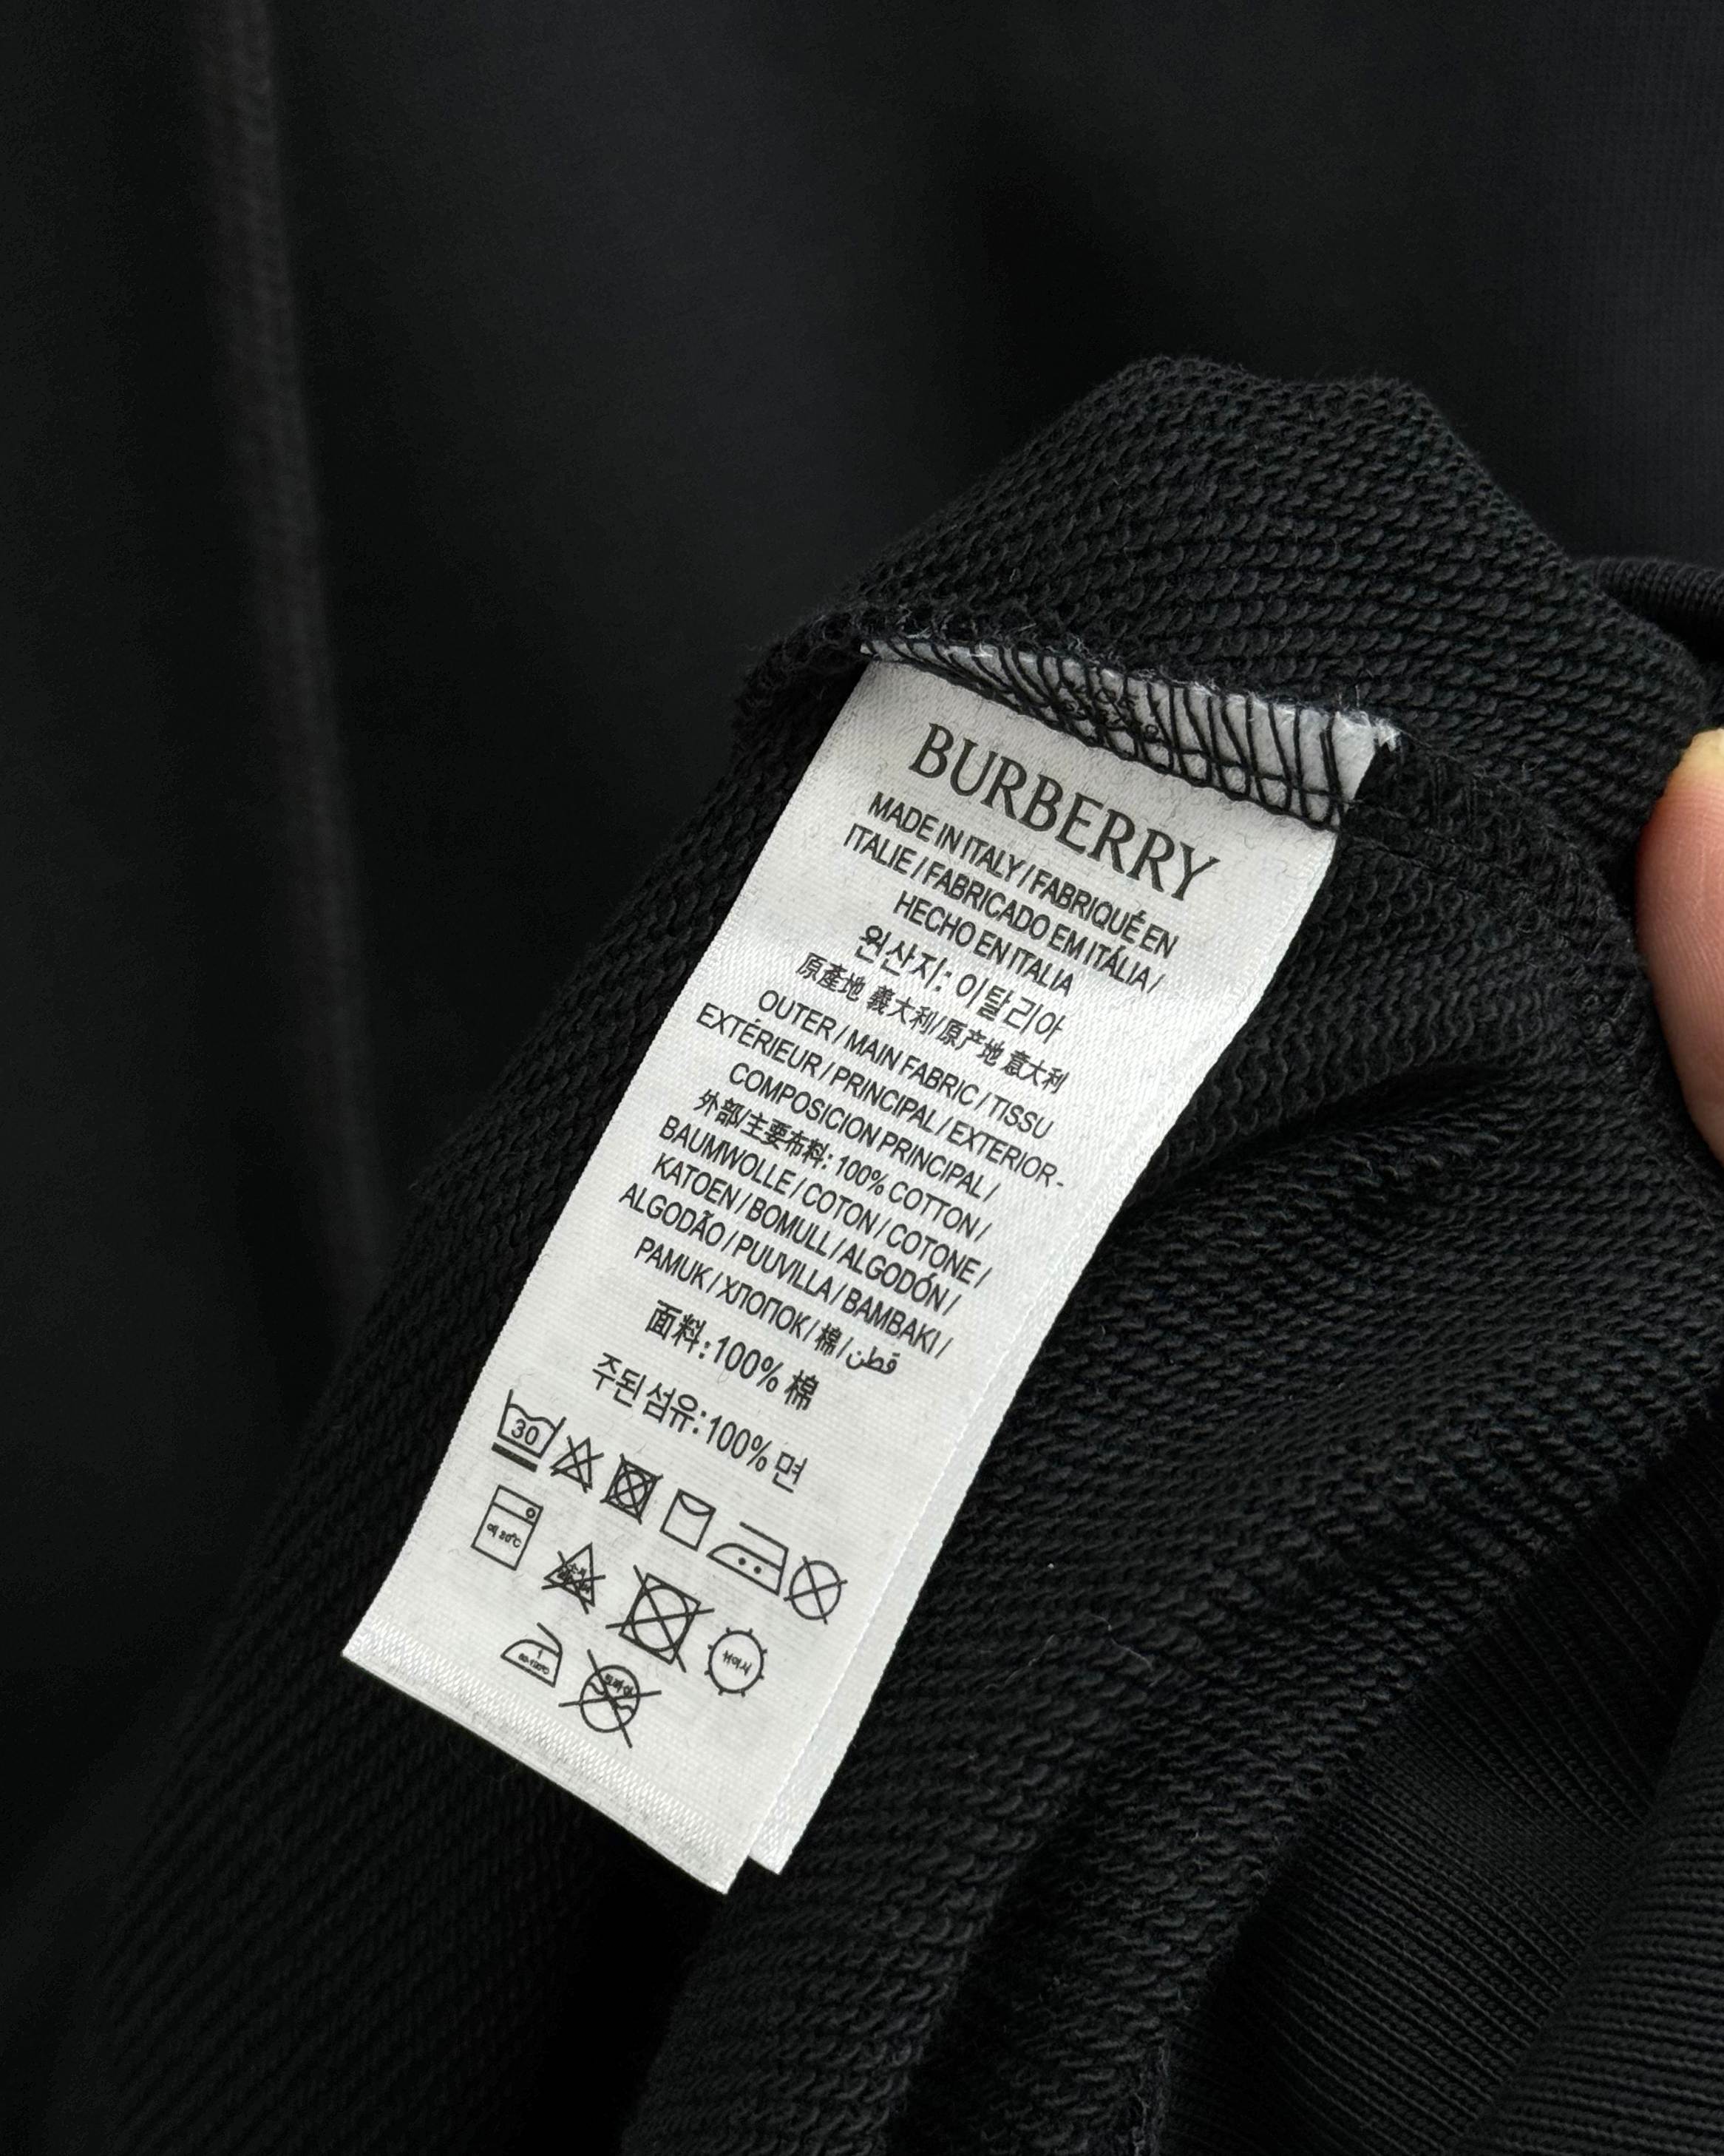 BURBERRY
MADE IN ITALY / FABRIQUÉ EN
ITALIE / FABRICADO EM ITÁLIA /
HECHO EN ITALIA
원산지: 이탈리아
原產地 義大利/原产地 意大利
OUTER / MAIN FABRIC / TISSU
EXTÉRIEUR / PRINCIPAL / EXTERIOR -
COMPOSICION PRINCIPAL /
外部/主要布料: 100% COTTON /
BAUMWOLLE / COTON / COTONE /
KATOEN / BOMULL / ALGODÓN /
ALGODÃO / PUUVILLA / BAMBAKI /
PAMUK / ХПОПОК / 棉 / قطن
面料:100% 棉
주된 섬유:100% 면
30